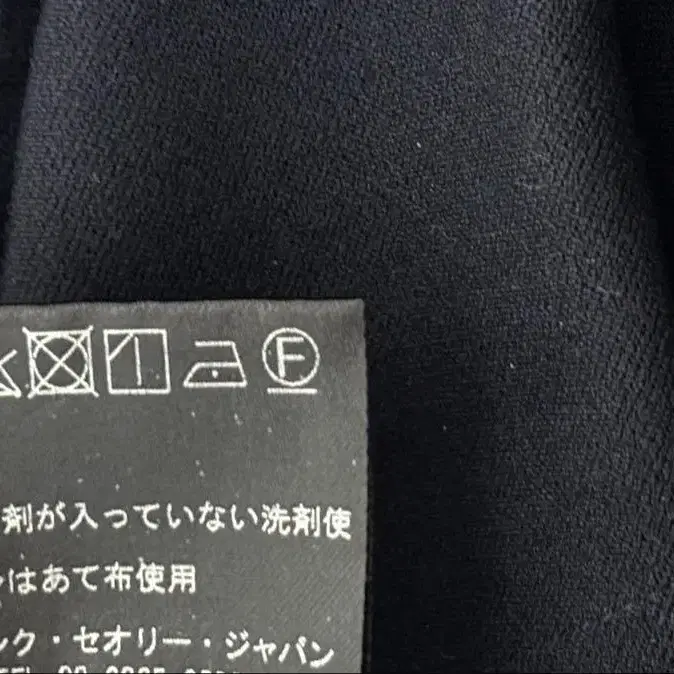 F
剤が入っていない洗剤使
はあて布使用
ンク・セオリー・ジャパン